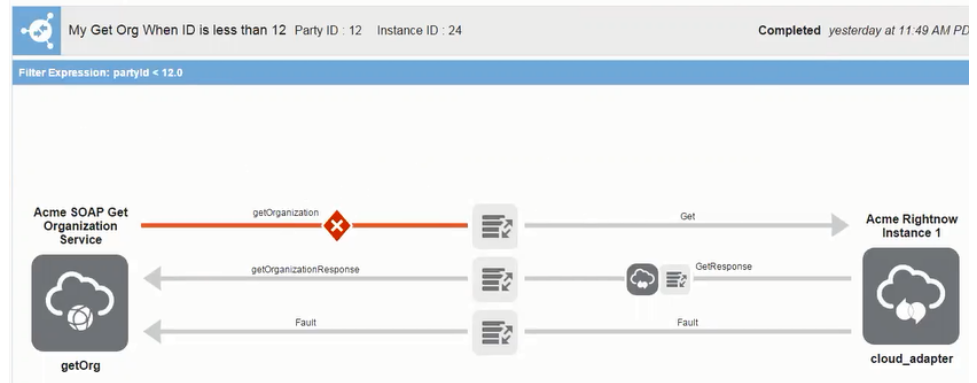 My Get Org When ID is less than 12 Party ID : 12 Instance ID : 24 Completed yesterday at 11:49 AM PD
Filter Expression: partyId < 12.0
Acme SOAP Get
Organization
Service
getOrganization
Get
Acme Rightnow
Instance 1
getOrganizationResponse
GetResponse
Fault
Fault
getOrg
cloud_adapter